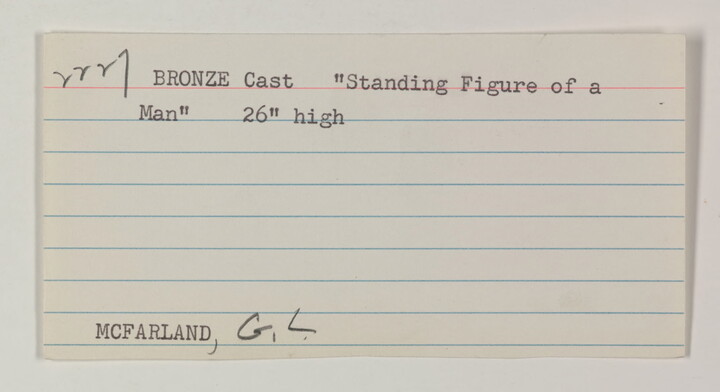 BRONZE Cast "Standing Figure of a
Man" 26" high
MCFARLAND, G. L.